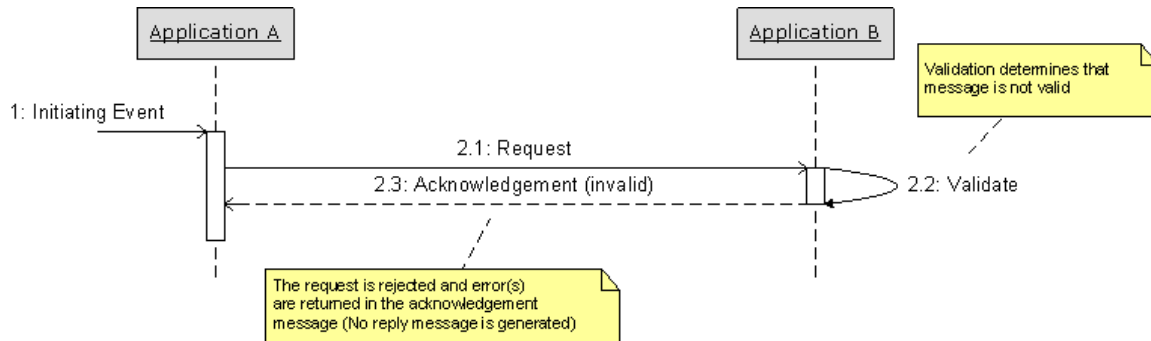 Application A
Application B
Validation determines that
message is not valid
1: Initiating Event
2.1: Request
2.3: Acknowledgement (invalid)
2.2: Validate
The request is rejected and error(s)
are returned in the acknowledgement
message (No reply message is generated)